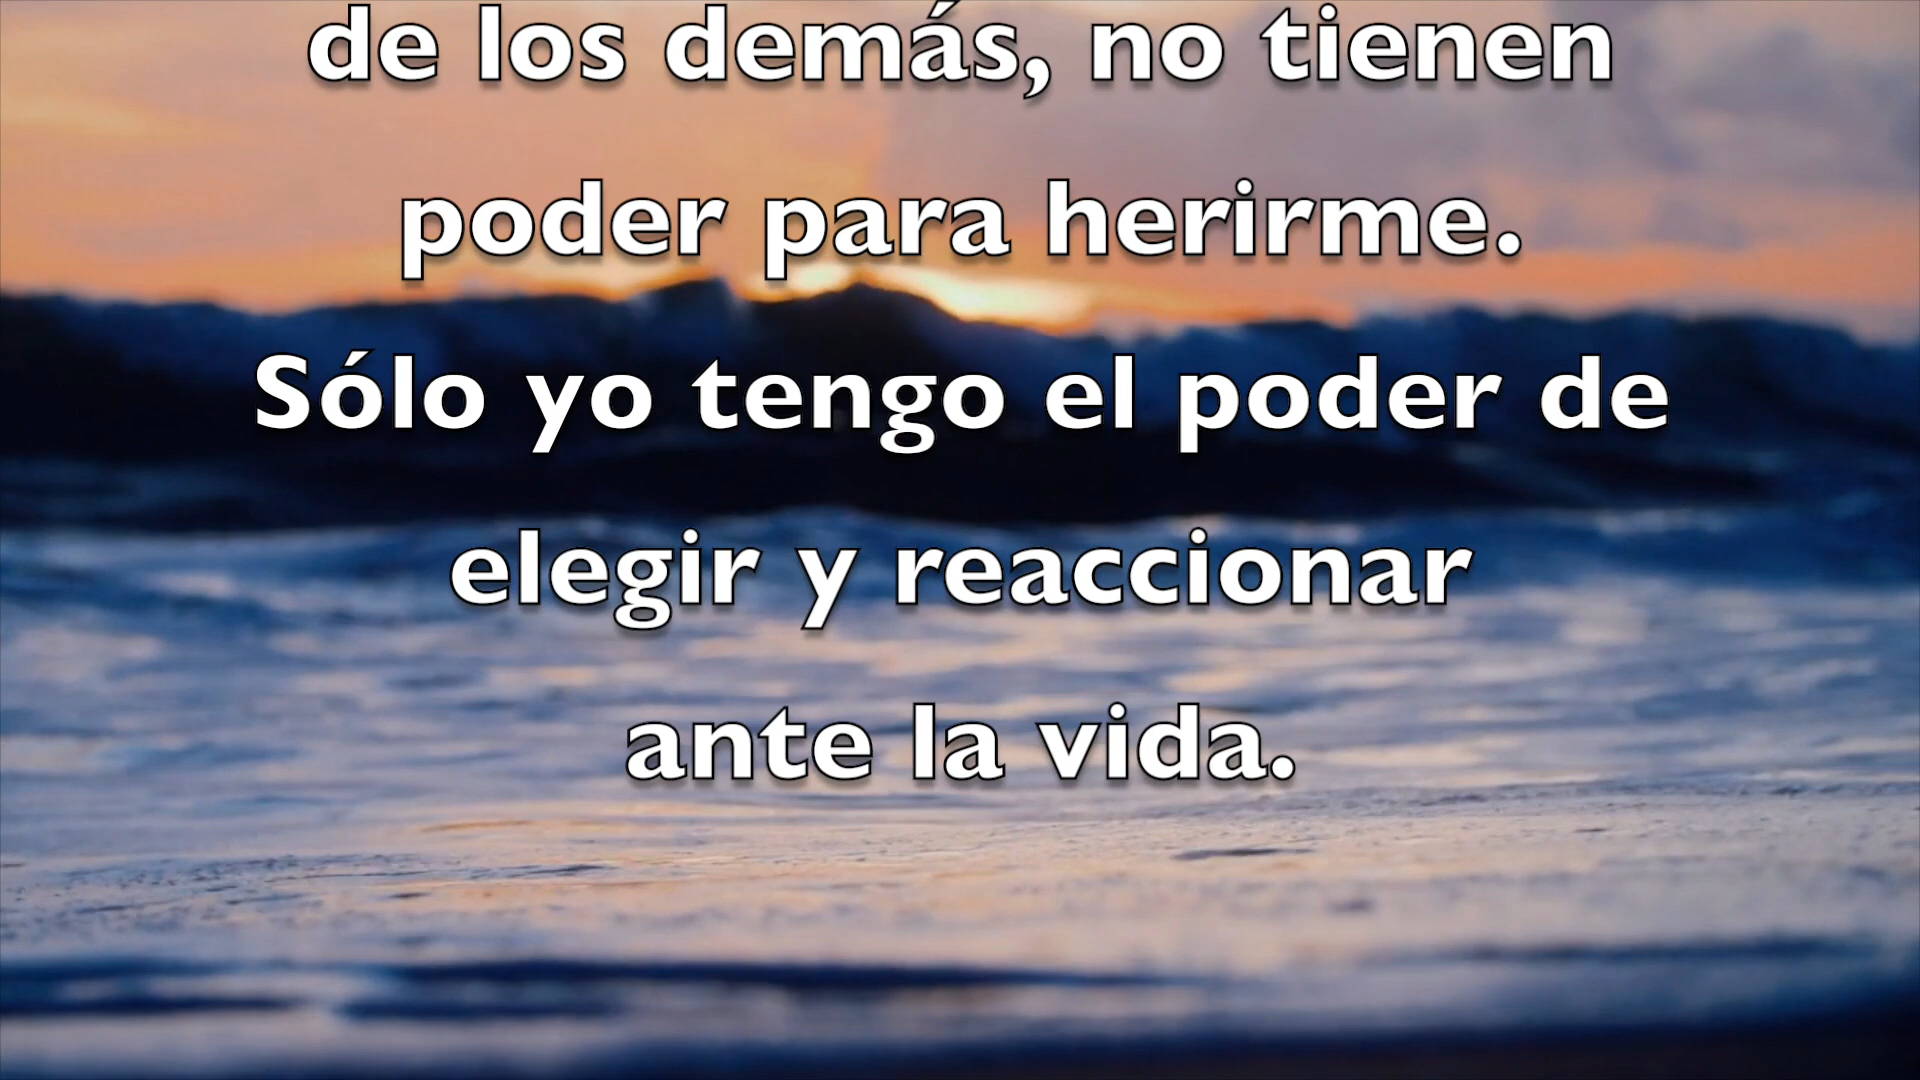 de los demás, no tienen
poder para herirme.
Sólo yo tengo el poder de
elegir y reaccionar
ante la vida.